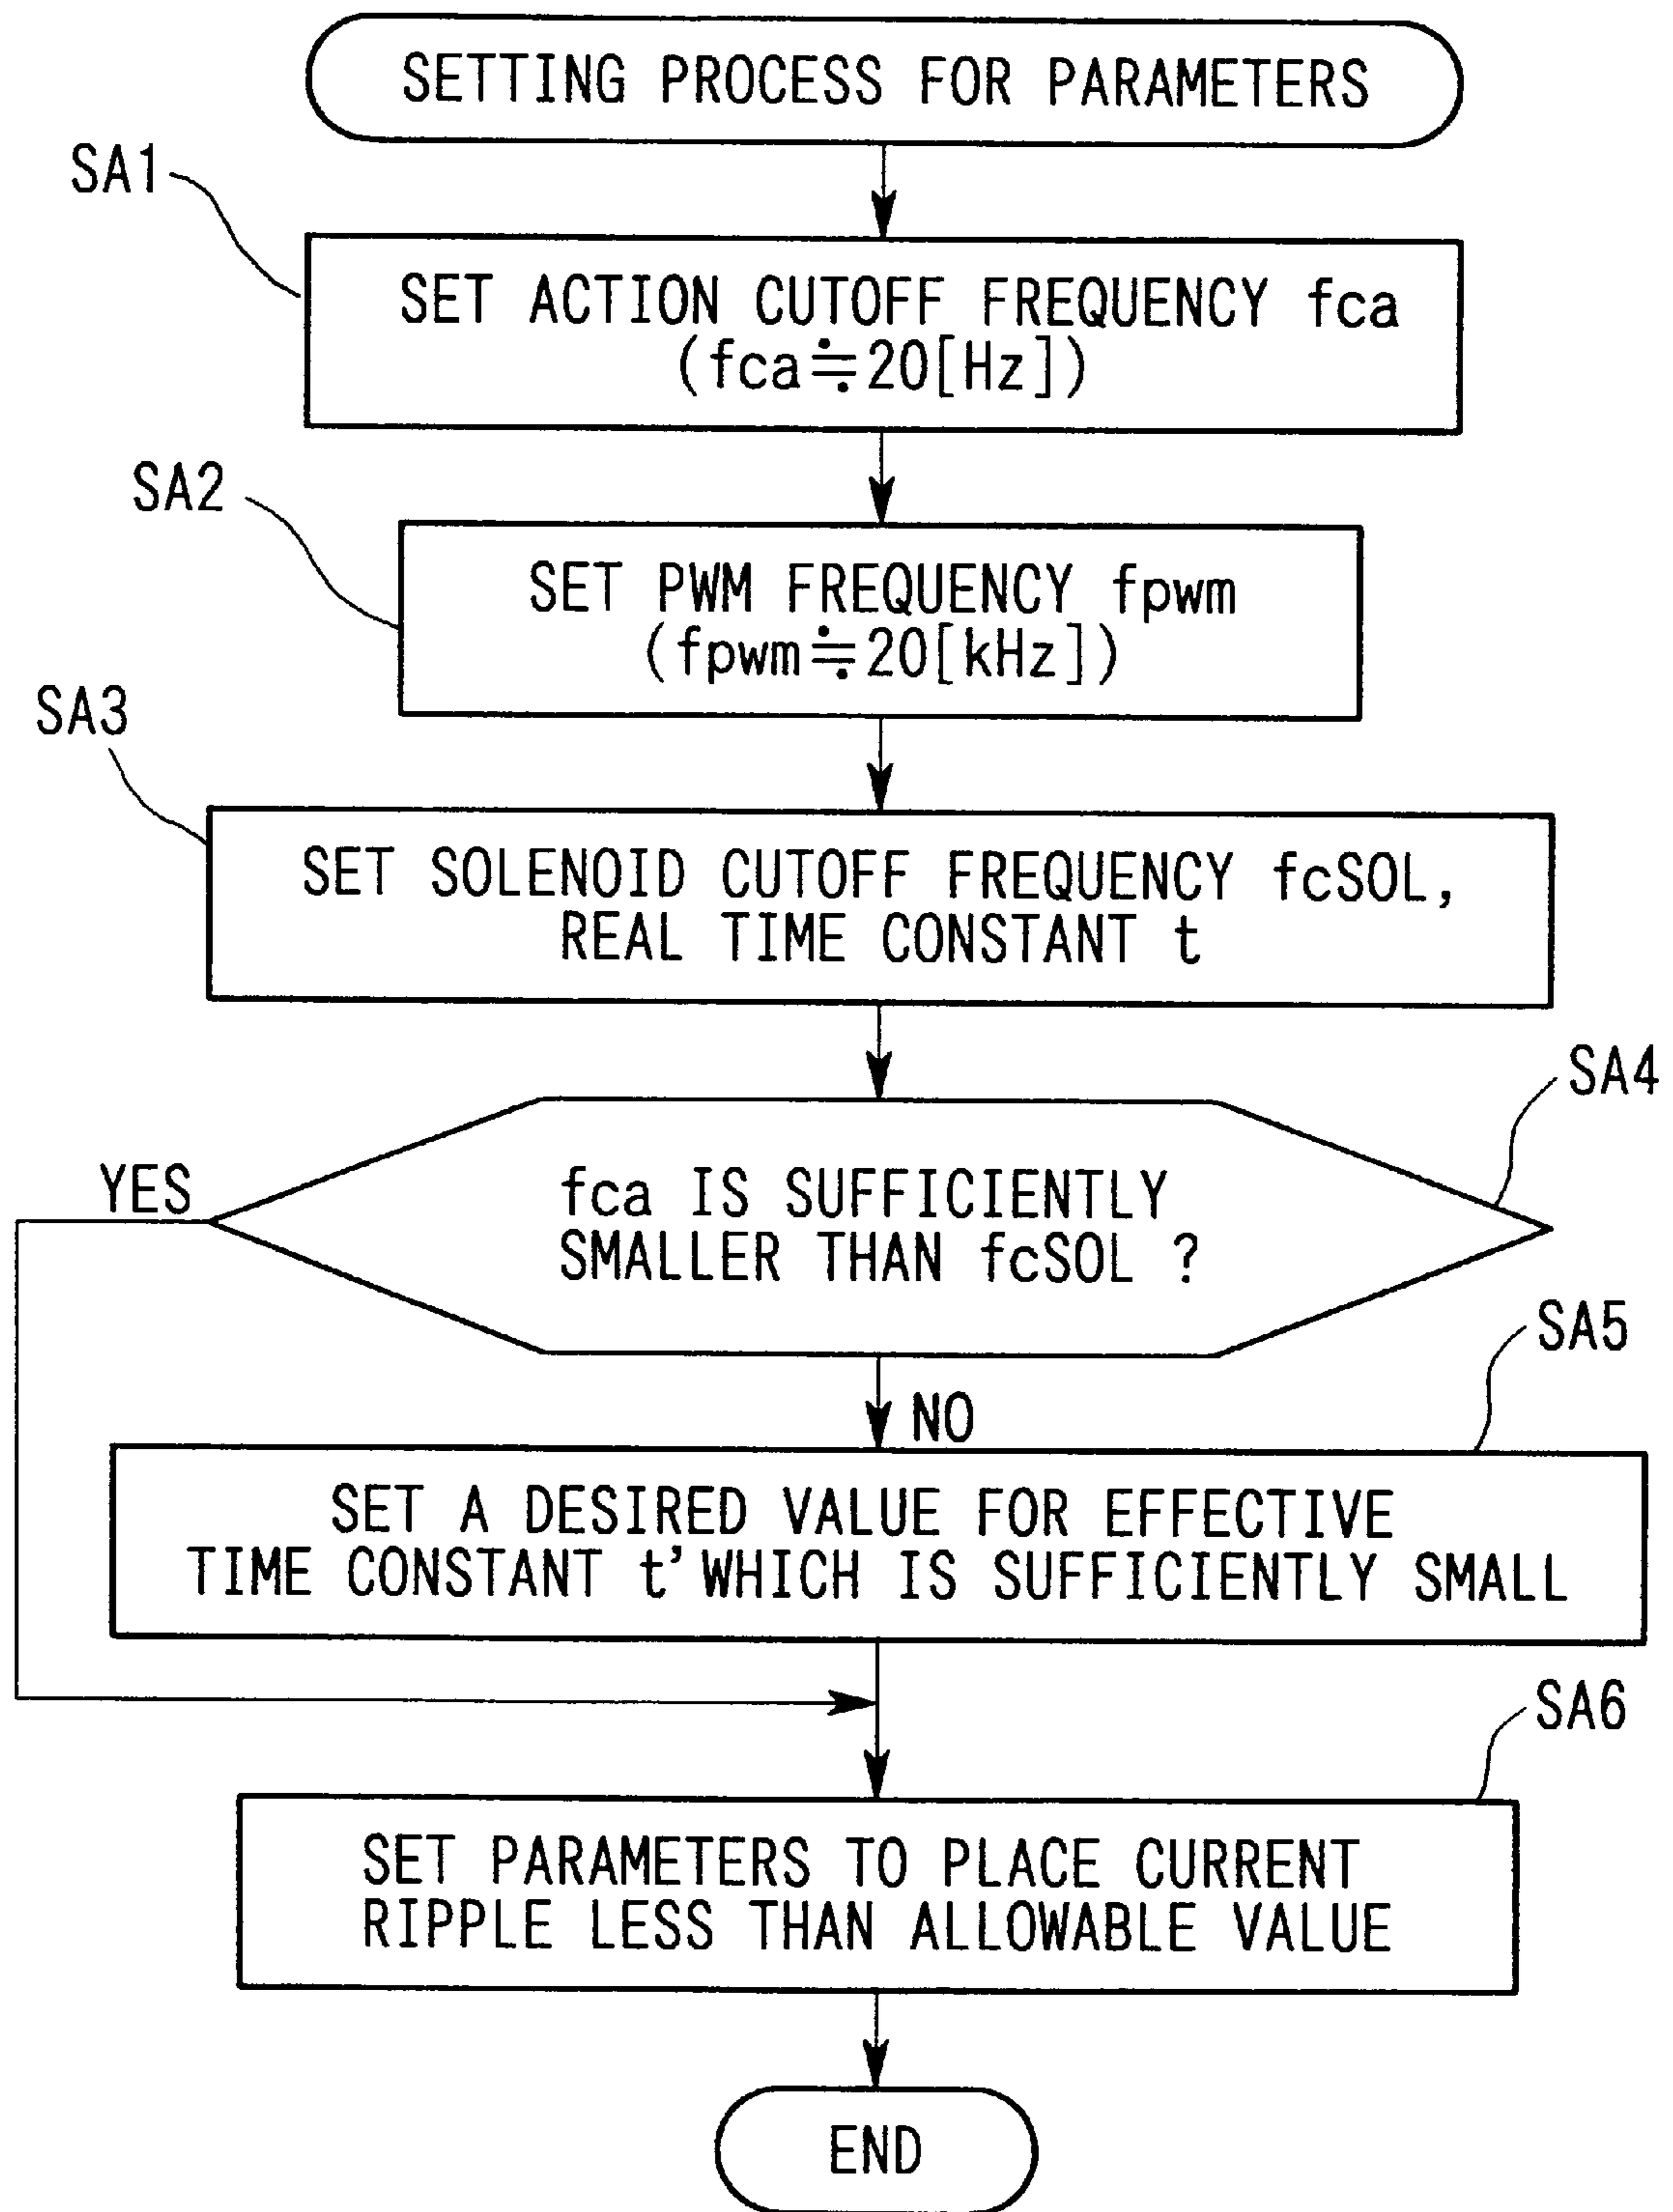 SETTING PROCESS FOR PARAMETERS
SA1
SET ACTION CUTOFF FREQUENCY fca
(fca≒20[Hz])
SA2
SET PWM FREQUENCY fpwm
(fpwm≒20[kHz])
SA3
SET SOLENOID CUTOFF FREQUENCY fcSOL,
REAL TIME CONSTANT t
SA4
YES
fca IS SUFFICIENTLY
SMALLER THAN fcSOL ?
SA5
NO
SET A DESIRED VALUE FOR EFFECTIVE
TIME CONSTANT t' WHICH IS SUFFICIENTLY SMALL
SA6
SET PARAMETERS TO PLACE CURRENT
RIPPLE LESS THAN ALLOWABLE VALUE
END